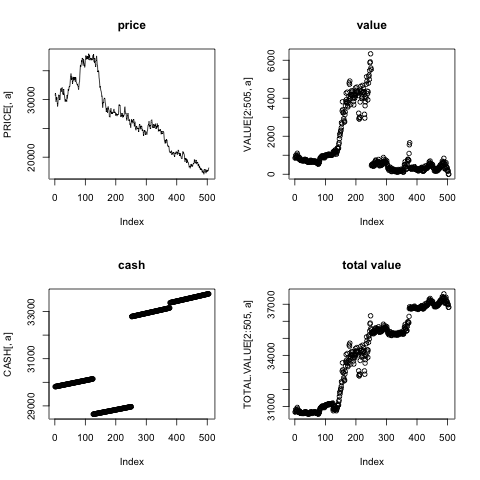 price
PRICE[, a]
20000 30000
0 100 200 300 400 500
Index
value
VALUE[2:505, a]
0 2000 4000 6000
0 100 200 300 400 500
Index
cash
CASH[, a]
29000 31000 33000
0 100 200 300 400 500
Index
total value
TOTAL.VALUE[2:505, a]
31000 34000 37000
0 100 200 300 400 500
Index